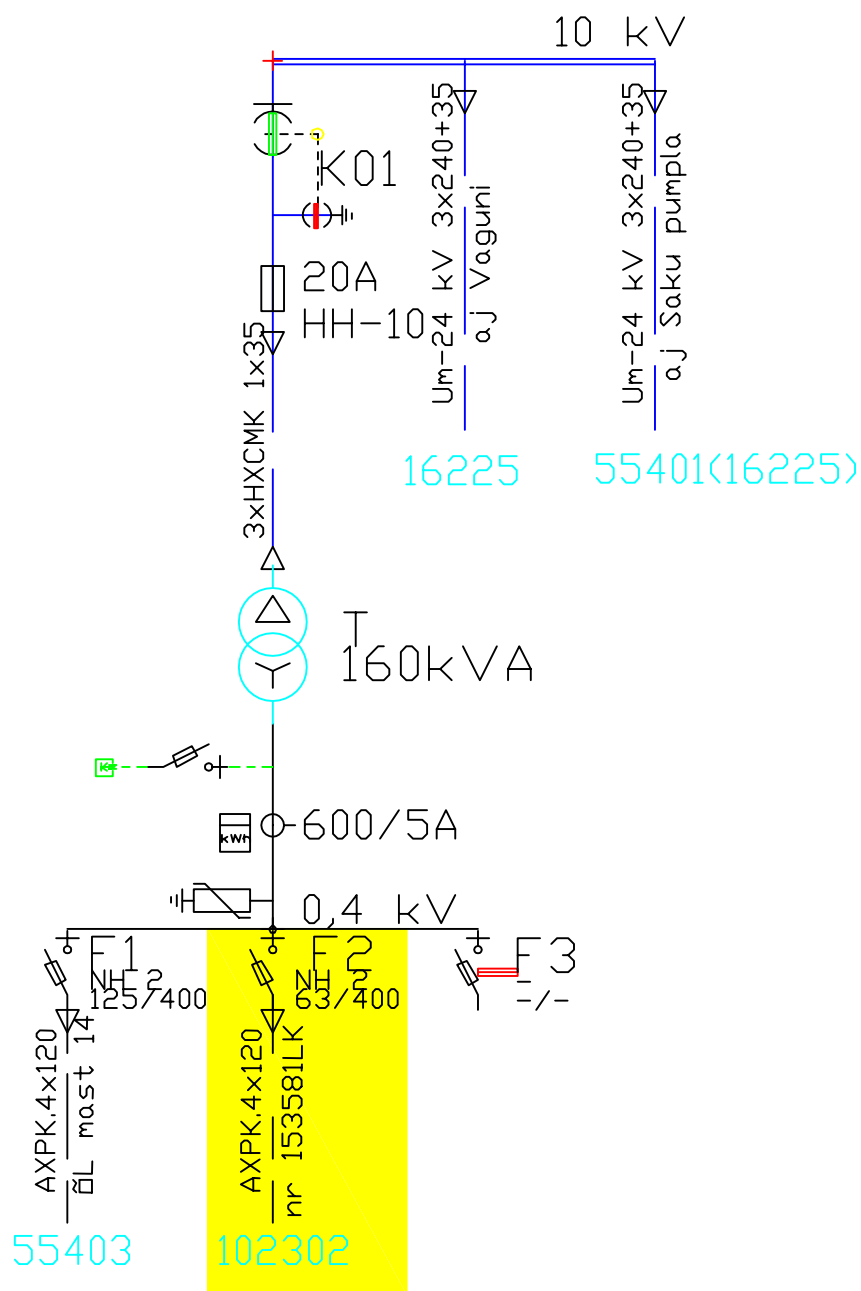 10 kV
Um-24 kV 3x240+35
aj Vaguni
Um-24 kV 3x240+35
aj Saku pumpla
K01
20A
HH-10
3xHXCMK 1x35
16225
55401(16225)
T
160kVA
kWh
600/5A
0,4 kV
F1
NH 2
125/400
F2
NH 2
63/400
F3
-
-/-
AXPK.4x120
õL mast 14
AXPK.4x120
nr 153581LK
55403
102302